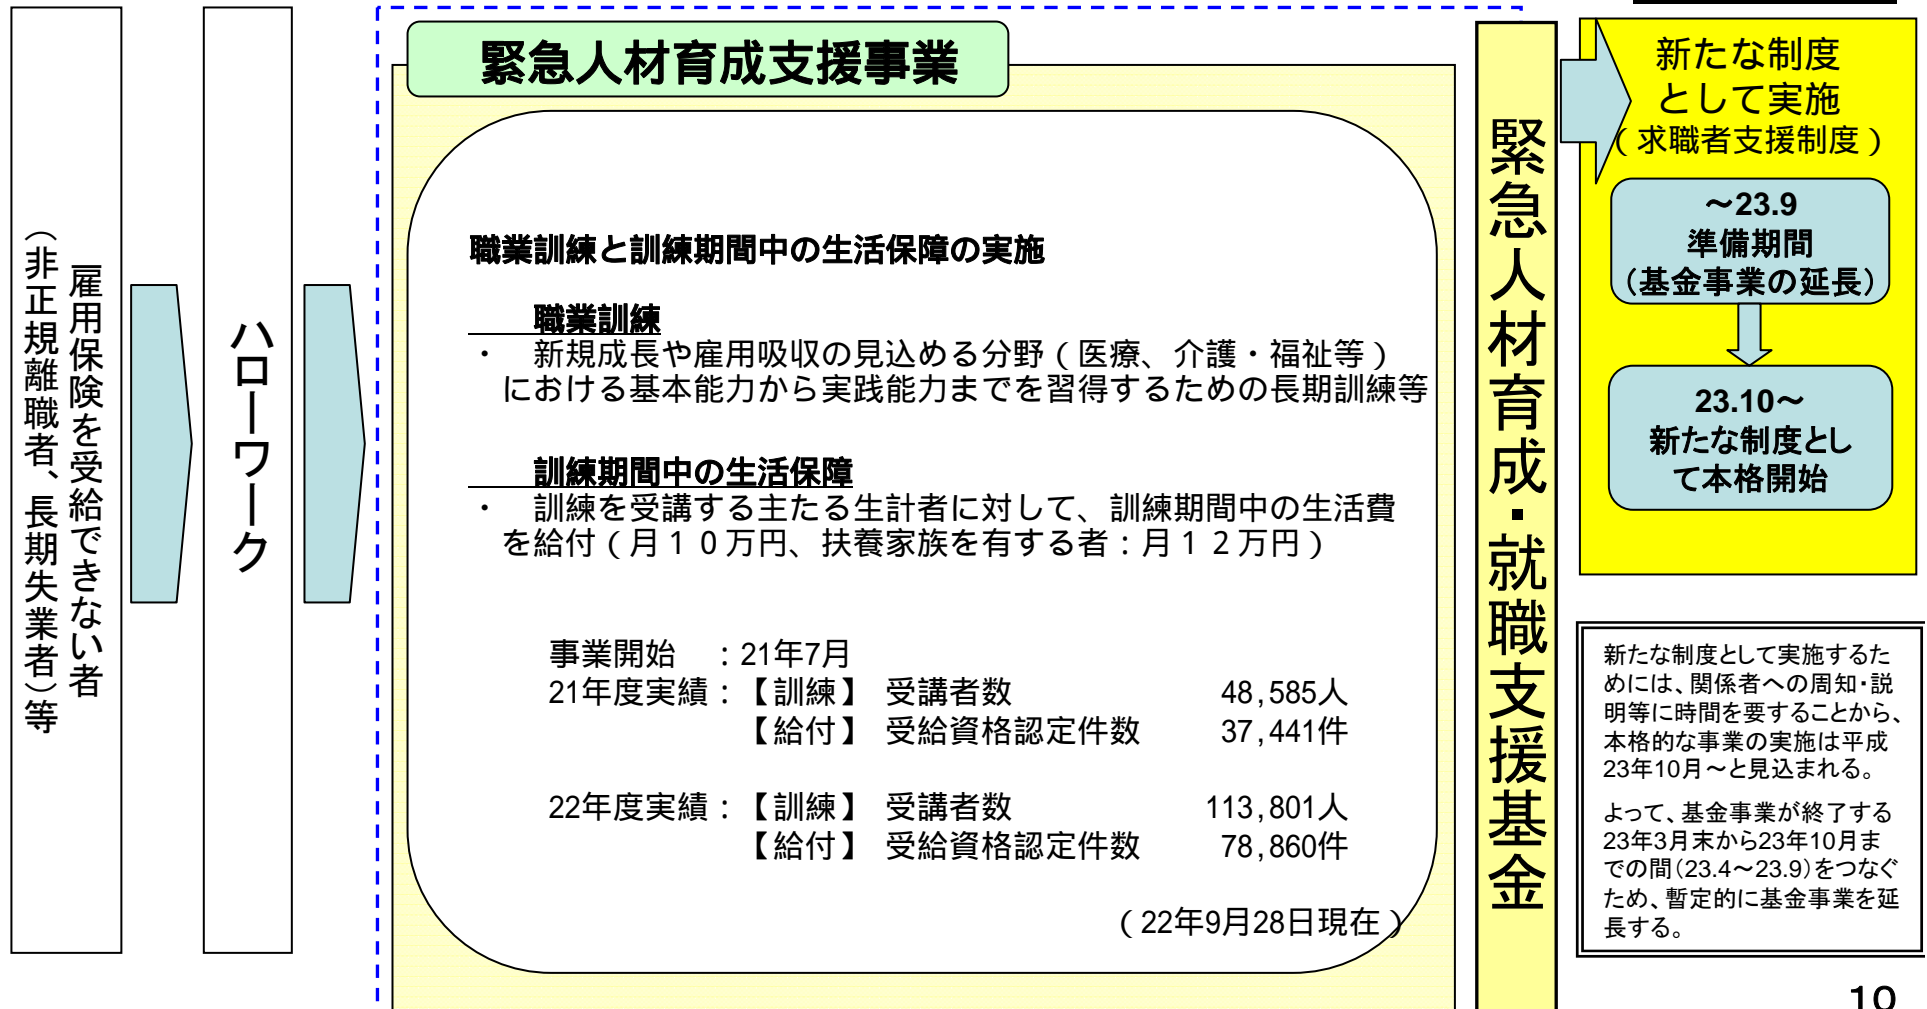 雇用保険を受給できない者
（非正規離職者、長期失業者）等
ハローワーク
緊急人材育成支援事業
職業訓練と訓練期間中の生活保障の実施
職業訓練
・　新規成長や雇用吸収の見込める分野（医療、介護・福祉等）
における基本能力から実践能力までを習得するための長期訓練等
訓練期間中の生活保障
・　訓練を受講する主たる生計者に対して、訓練期間中の生活費
を給付（月１０万円、扶養家族を有する者：月１２万円）
事業開始　：21年7月
21年度実績：【訓練】 受講者数　48,585人
【給付】 受給資格認定件数　37,441件
22年度実績：【訓練】 受講者数　113,801人
【給付】 受給資格認定件数　78,860件
（22年9月28日現在）
緊急人材育成・就職支援基金
新たな制度
として実施
（求職者支援制度）
～23.9
準備期間
（基金事業の延長）
23.10～
新たな制度とし
て本格開始
新たな制度として実施するた
めには、関係者への周知・説
明等に時間を要することから、
本格的な事業の実施は平成
23年10月～と見込まれる。
よって、基金事業が終了する
23年3月末から23年10月ま
での間（23.4～23.9）をつなぐ
ため、暫定的に基金事業を延
長する。
10